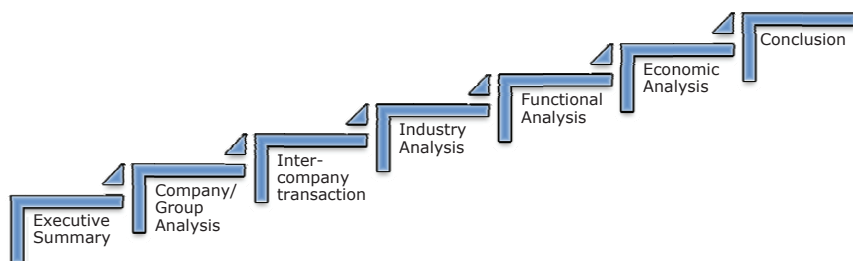 Executive
Summary
Company/
Group
Analysis
Inter-
company
transaction
Industry
Analysis
Functional
Analysis
Economic
Analysis
Conclusion